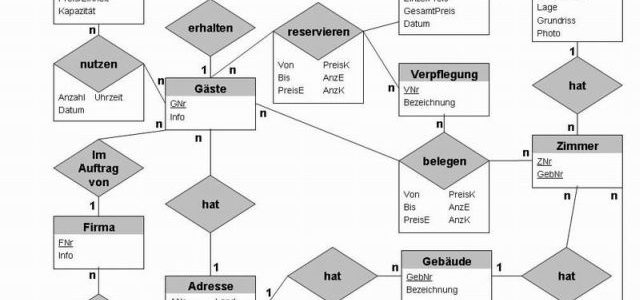 Kapazität
n
nutzen
Anzahl Uhrzeit
Datum
n
erhalten
1
n
reservieren
Von PreisK
Bis AnzE
PreisE AnzK
n
GesamtPreis
Datum
Lage
Grundriss
Photo
1
hat
n
Gäste
GNr
Info
n
n
n
Verpflegung
VNr
Bezeichnung
n
belegen
Von PreisK
Bis AnzE
PreisE AnzK
n
Zimmer
ZNr
GebNr
n
n
Im
Auftrag
von
1
Firma
FNr
Info
n
hat
1
Adresse
1
hat
n
Gebäude
GebNr
Bezeichnung
1
hat